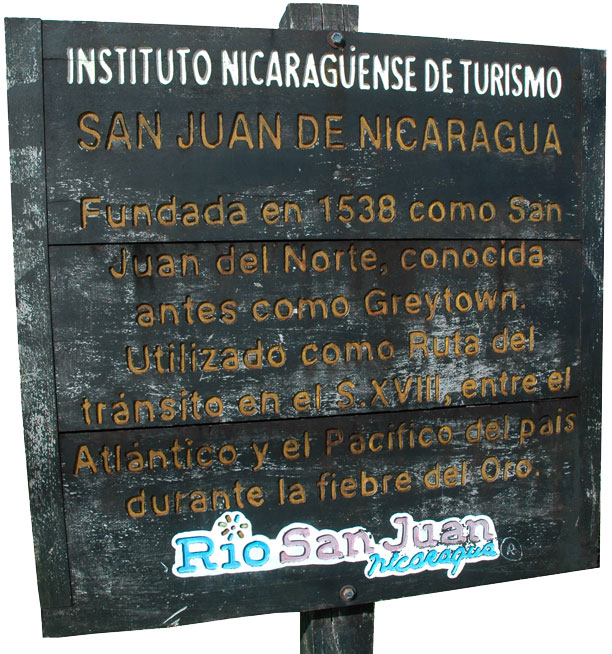 INSTITUTO NICARAGÜENSE DE TURISMO
SAN JUAN DE NICARAGUA
Fundada en 1538 como San
Juan del Norte, conocida
antes como Greytown.
Utilizado como Ruta del
tránsito en el S.XVIII, entre el
Atlántico y el Pacífico del país
durante la fiebre del Oro.
Río San Juan
nicaragua ®